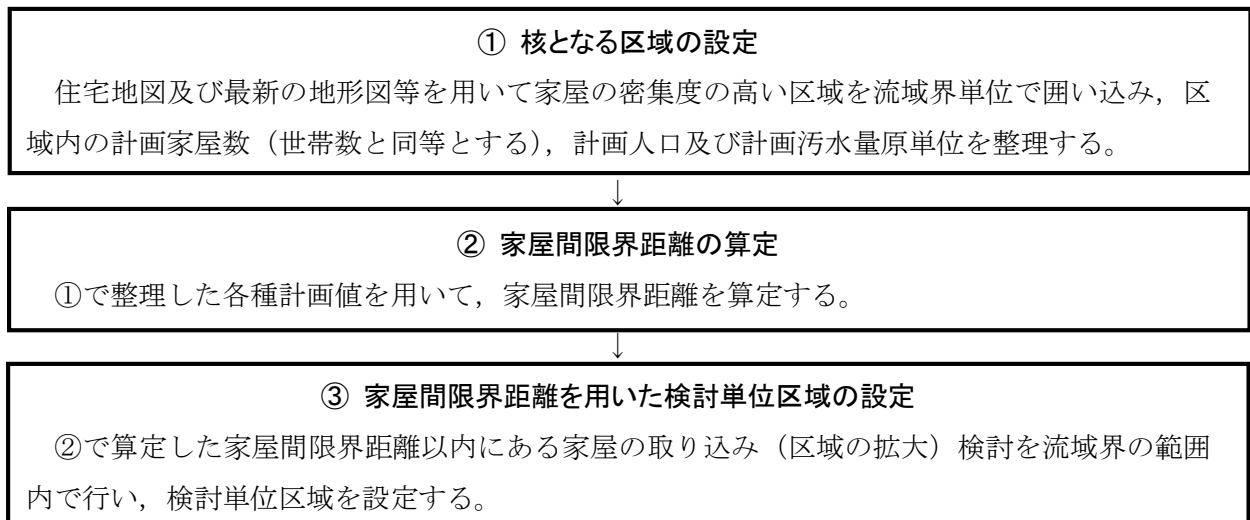 ① 核となる区域の設定
住宅地図及び最新の地形図等を用いて家屋の密集度の高い区域を流域界単位で囲い込み，区
域内の計画家屋数（世帯数と同等とする），計画人口及び計画汚水量原単位を整理する。
↓
② 家屋間限界距離の算定
①で整理した各種計画値を用いて，家屋間限界距離を算定する。
↓
③ 家屋間限界距離を用いた検討単位区域の設定
②で算定した家屋間限界距離以内にある家屋の取り込み（区域の拡大）検討を流域界の範囲
内で行い，検討単位区域を設定する。